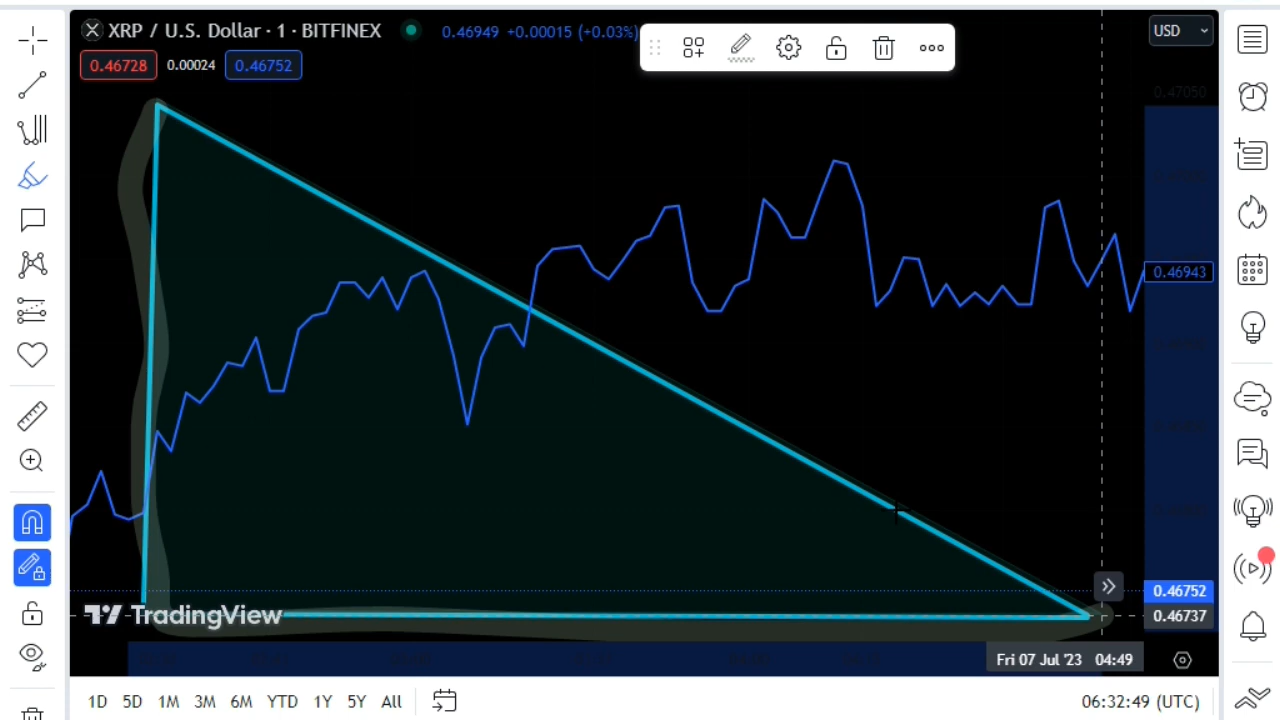 XRP / U.S. Dollar · 1 · BITFINEX 0.46949 +0.00015 (+0.03%)
USD
0.46728 0.00024 0.46752
0.47050
0.46943
0.46752
TradingView
0.46737
Fri 07 Jul '23 04:49
1D 5D 1M 3M 6M YTD 1Y 5Y All
06:32:49 (UTC)